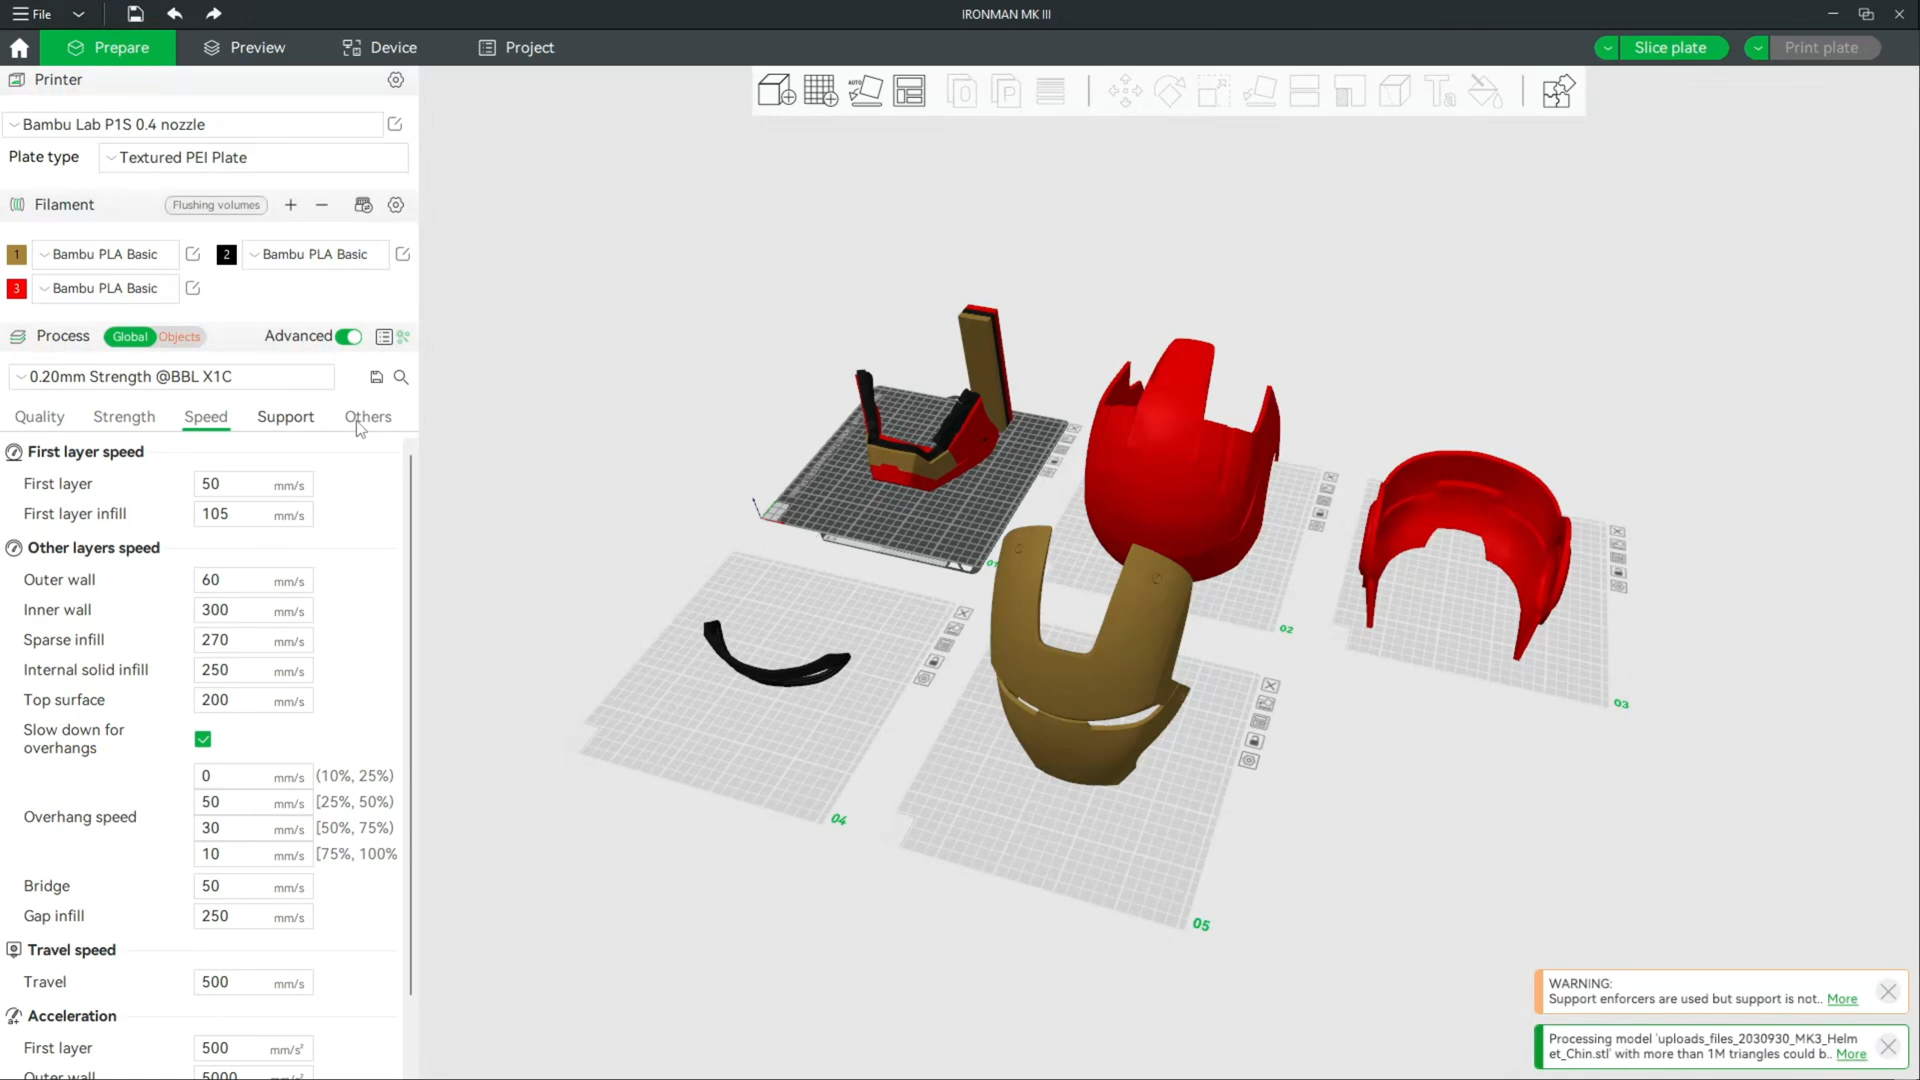 File
IRONMAN MK III
Prepare
Preview
Device
Project
Slice plate
Print plate
Printer
Bambu Lab P1S 0.4 nozzle
Plate type
Textured PEI Plate
Filament
Flushing volumes
1
Bambu PLA Basic
2
Bambu PLA Basic
3
Bambu PLA Basic
Process
Global
Objects
Advanced
0.20mm Strength @BBL X1C
Quality
Strength
Speed
Support
Others
First layer speed
First layer 50 mm/s
First layer infill 105 mm/s
Other layers speed
Outer wall 60 mm/s
Inner wall 300 mm/s
Sparse infill 270 mm/s
Internal solid infill 250 mm/s
Top surface 200 mm/s
Slow down for
overhangs
0 mm/s (10%, 25%)
50 mm/s [25%, 50%)
Overhang speed
30 mm/s [50%, 75%)
10 mm/s [75%, 100%
Bridge 50 mm/s
Gap infill 250 mm/s
Travel speed
Travel 500 mm/s
Acceleration
First layer 500 mm/s²
Outer wall 5000
AUTO
01
02
03
04
05
WARNING:
Support enforcers are used but support is not.. More
Processing model 'uploads_files_2030930_MK3_Helm
et_Chin.stl' with more than 1M triangles could b.. More